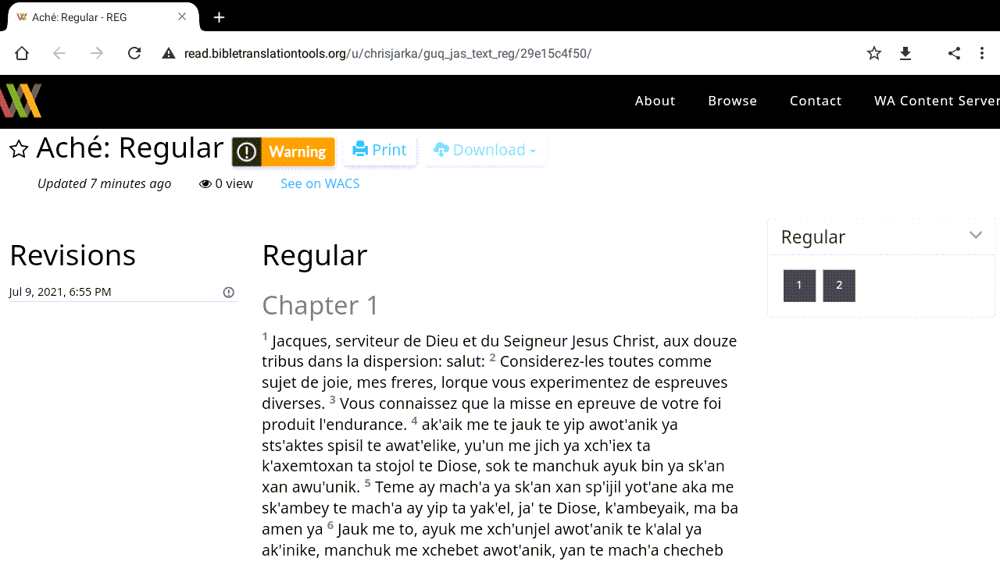 Aché: Regular - REG
read.bibletranslationtools.org/u/chrisjarka/guq_jas_text_reg/29e15c4f50/
About Browse Contact WA Content Server
Aché: Regular Warning Print Download
Updated 7 minutes ago 0 view See on WACS
Regular
1 2
Revisions
Jul 9, 2021, 6:55 PM
Regular
Chapter 1
1 Jacques, serviteur de Dieu et du Seigneur Jesus Christ, aux douze
tribus dans la dispersion: salut: 2 Considerez-les toutes comme
sujet de joie, mes freres, lorque vous experimentez de espreuves
diverses. 3 Vous connaissez que la misse en epreuve de votre foi
produit l'endurance. 4 ak'aik me te jauk te yip awot'anik ya
sts'aktes spisil te awat'elike, yu'un me jich ya xch'iex ta
k'axemtoxan ta stojol te Diose, sok te manchuk ayuk bin ya sk'an
xan awu'unik. 5 Teme ay mach'a ya sk'an xan sp'ijil yot'ane aka me
sk'ambey te mach'a ay yip ta yak'el, ja' te Diose, k'ambeyaik, ma ba
amen ya 6 Jauk me to, ayuk me xch'unjel awot'anik te k'alal ya
ak'inike, manchuk me xchebet awot'anik, yan te mach'a checheb